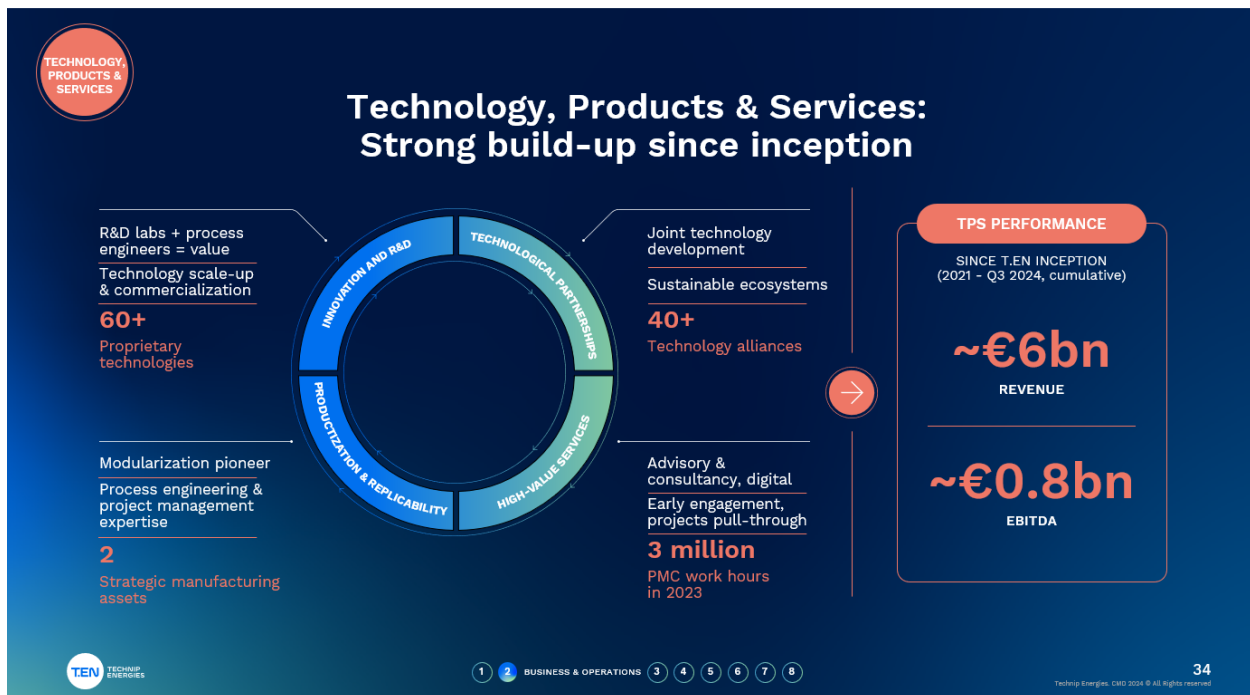 TECHNOLOGY,
PRODUCTS &
SERVICES
Technology, Products & Services:
Strong build-up since inception
R&D labs + process
engineers = value
Technology scale-up
& commercialization
60+
Proprietary
technologies
INNOVATION AND R&D
TECHNOLOGICAL PARTNERSHIPS
Joint technology
development
Sustainable ecosystems
40+
Technology alliances
Modularization pioneer
Process engineering &
project management
expertise
2
Strategic manufacturing
assets
PRODUCTIZATION & REPLICABILITY
HIGH-VALUE SERVICES
Advisory &
consultancy, digital
Early engagement,
projects pull-through
3 million
PMC work hours
in 2023
TPS PERFORMANCE
SINCE T.EN INCEPTION
(2021 - Q3 2024, cumulative)
~€6bn
REVENUE
~€0.8bn
EBITDA
T.EN TECHNIP
ENERGIES
1 2 BUSINESS & OPERATIONS 3 4 5 6 7 8
34
Technip Energies. CMD 2024 © All Rights reserved